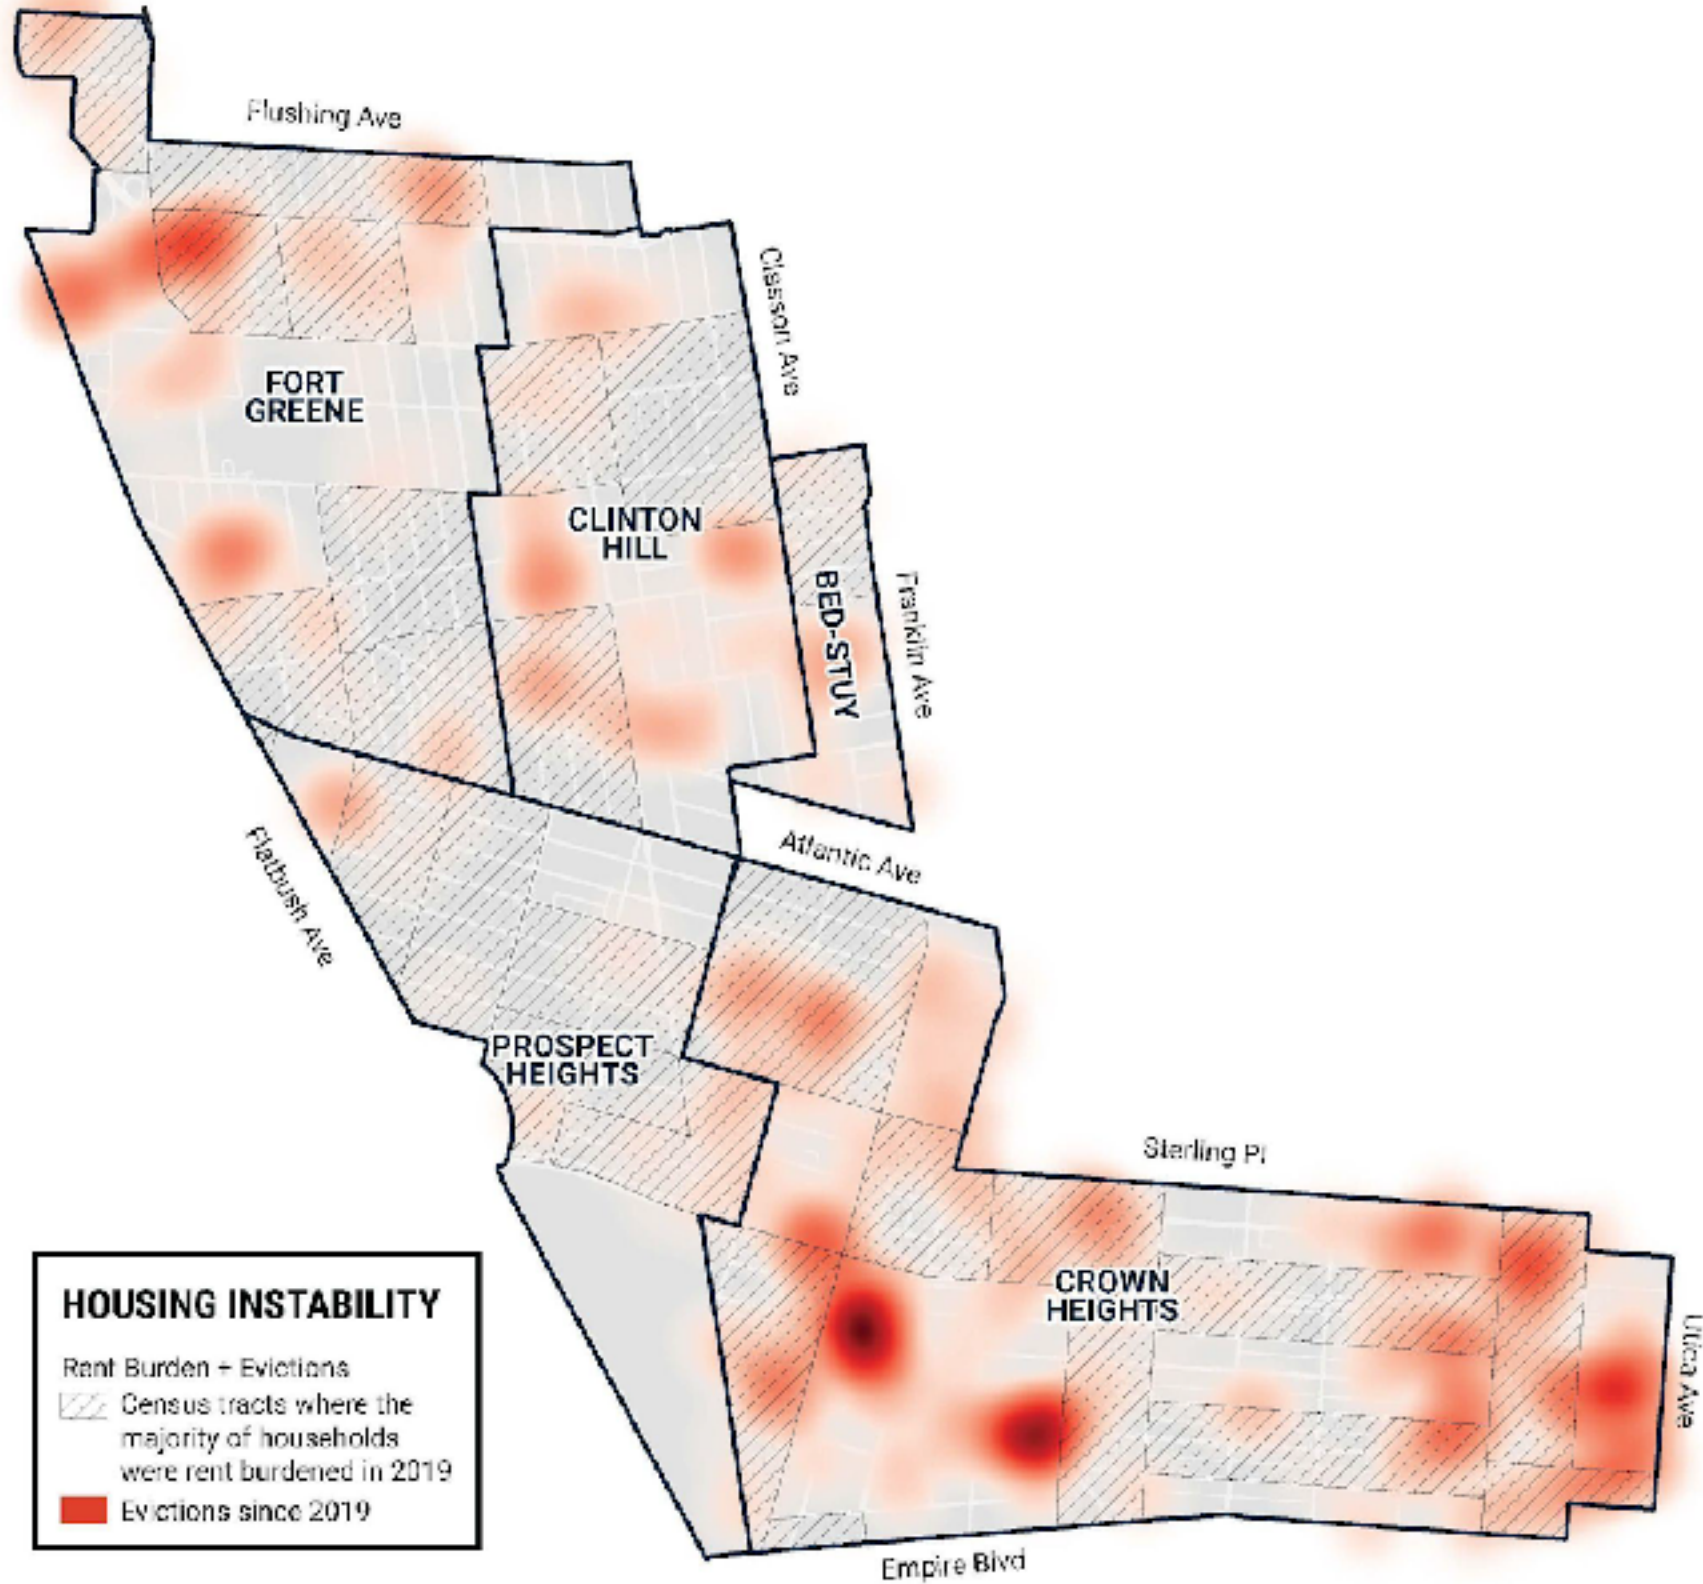 Flushing Ave
Classon Ave
FORT
GREENE
CLINTON
HILL
BED-STUY
Franklin Ave
Atlantic Ave
Flatbush Ave
PROSPECT
HEIGHTS
Sterling Pl
CROWN
HEIGHTS
Utica Ave
Empire Blvd
HOUSING INSTABILITY
Rent Burden + Evictions
Census tracts where the
majority of households
were rent burdened in 2019
Evictions since 2019